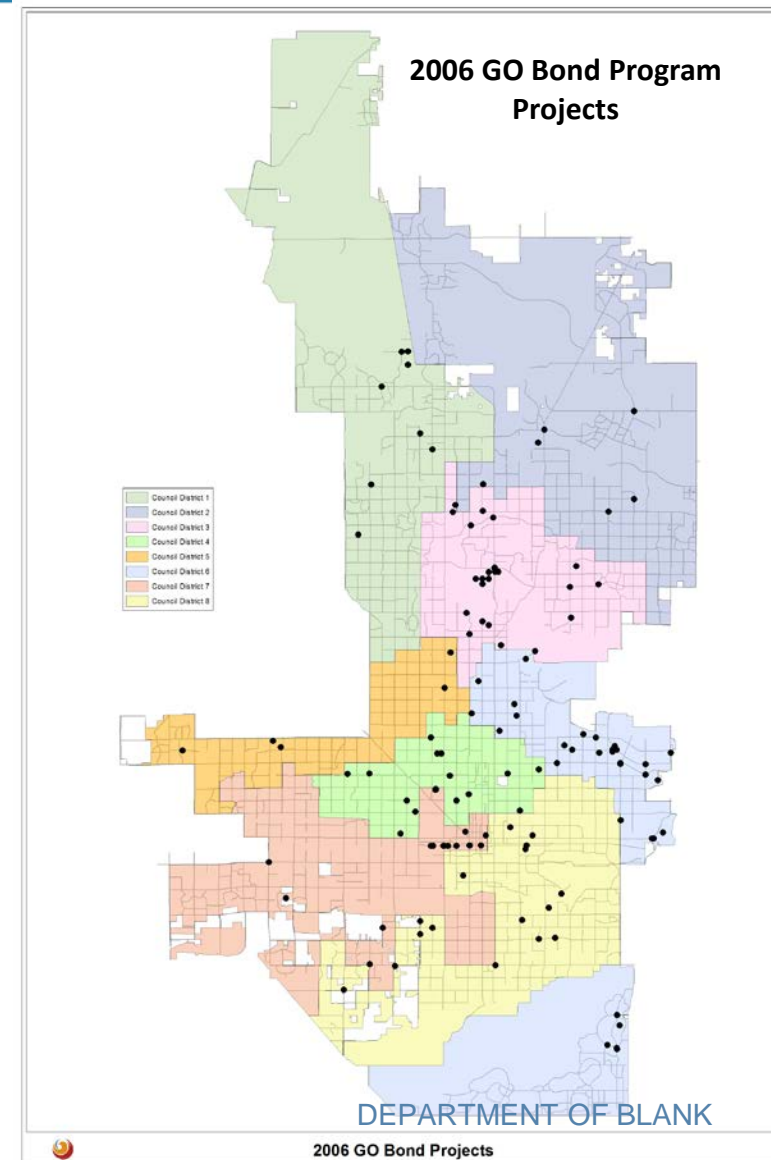 2006 GO Bond Program
Projects
Council District 1
Council District 2
Council District 3
Council District 4
Council District 5
Council District 6
Council District 7
Council District 8
DEPARTMENT OF BLANK
2006 GO Bond Projects